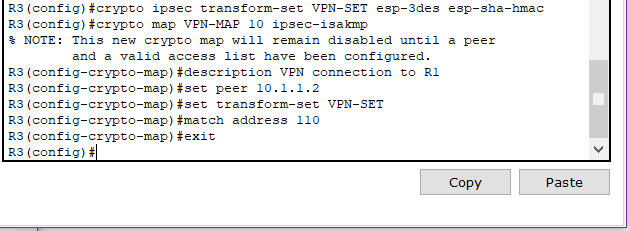 R3(config)#crypto ipsec transform-set VPN-SET esp-3des esp-sha-hmac
R3(config)#crypto map VPN-MAP 10 ipsec-isakmp
% NOTE: This new crypto map will remain disabled until a peer
and a valid access list have been configured.
R3(config-crypto-map)#description VPN connection to R1
R3(config-crypto-map)#set peer 10.1.1.2
R3(config-crypto-map)#set transform-set VPN-SET
R3(config-crypto-map)#match address 110
R3(config-crypto-map)#exit
R3(config)#
Copy Paste